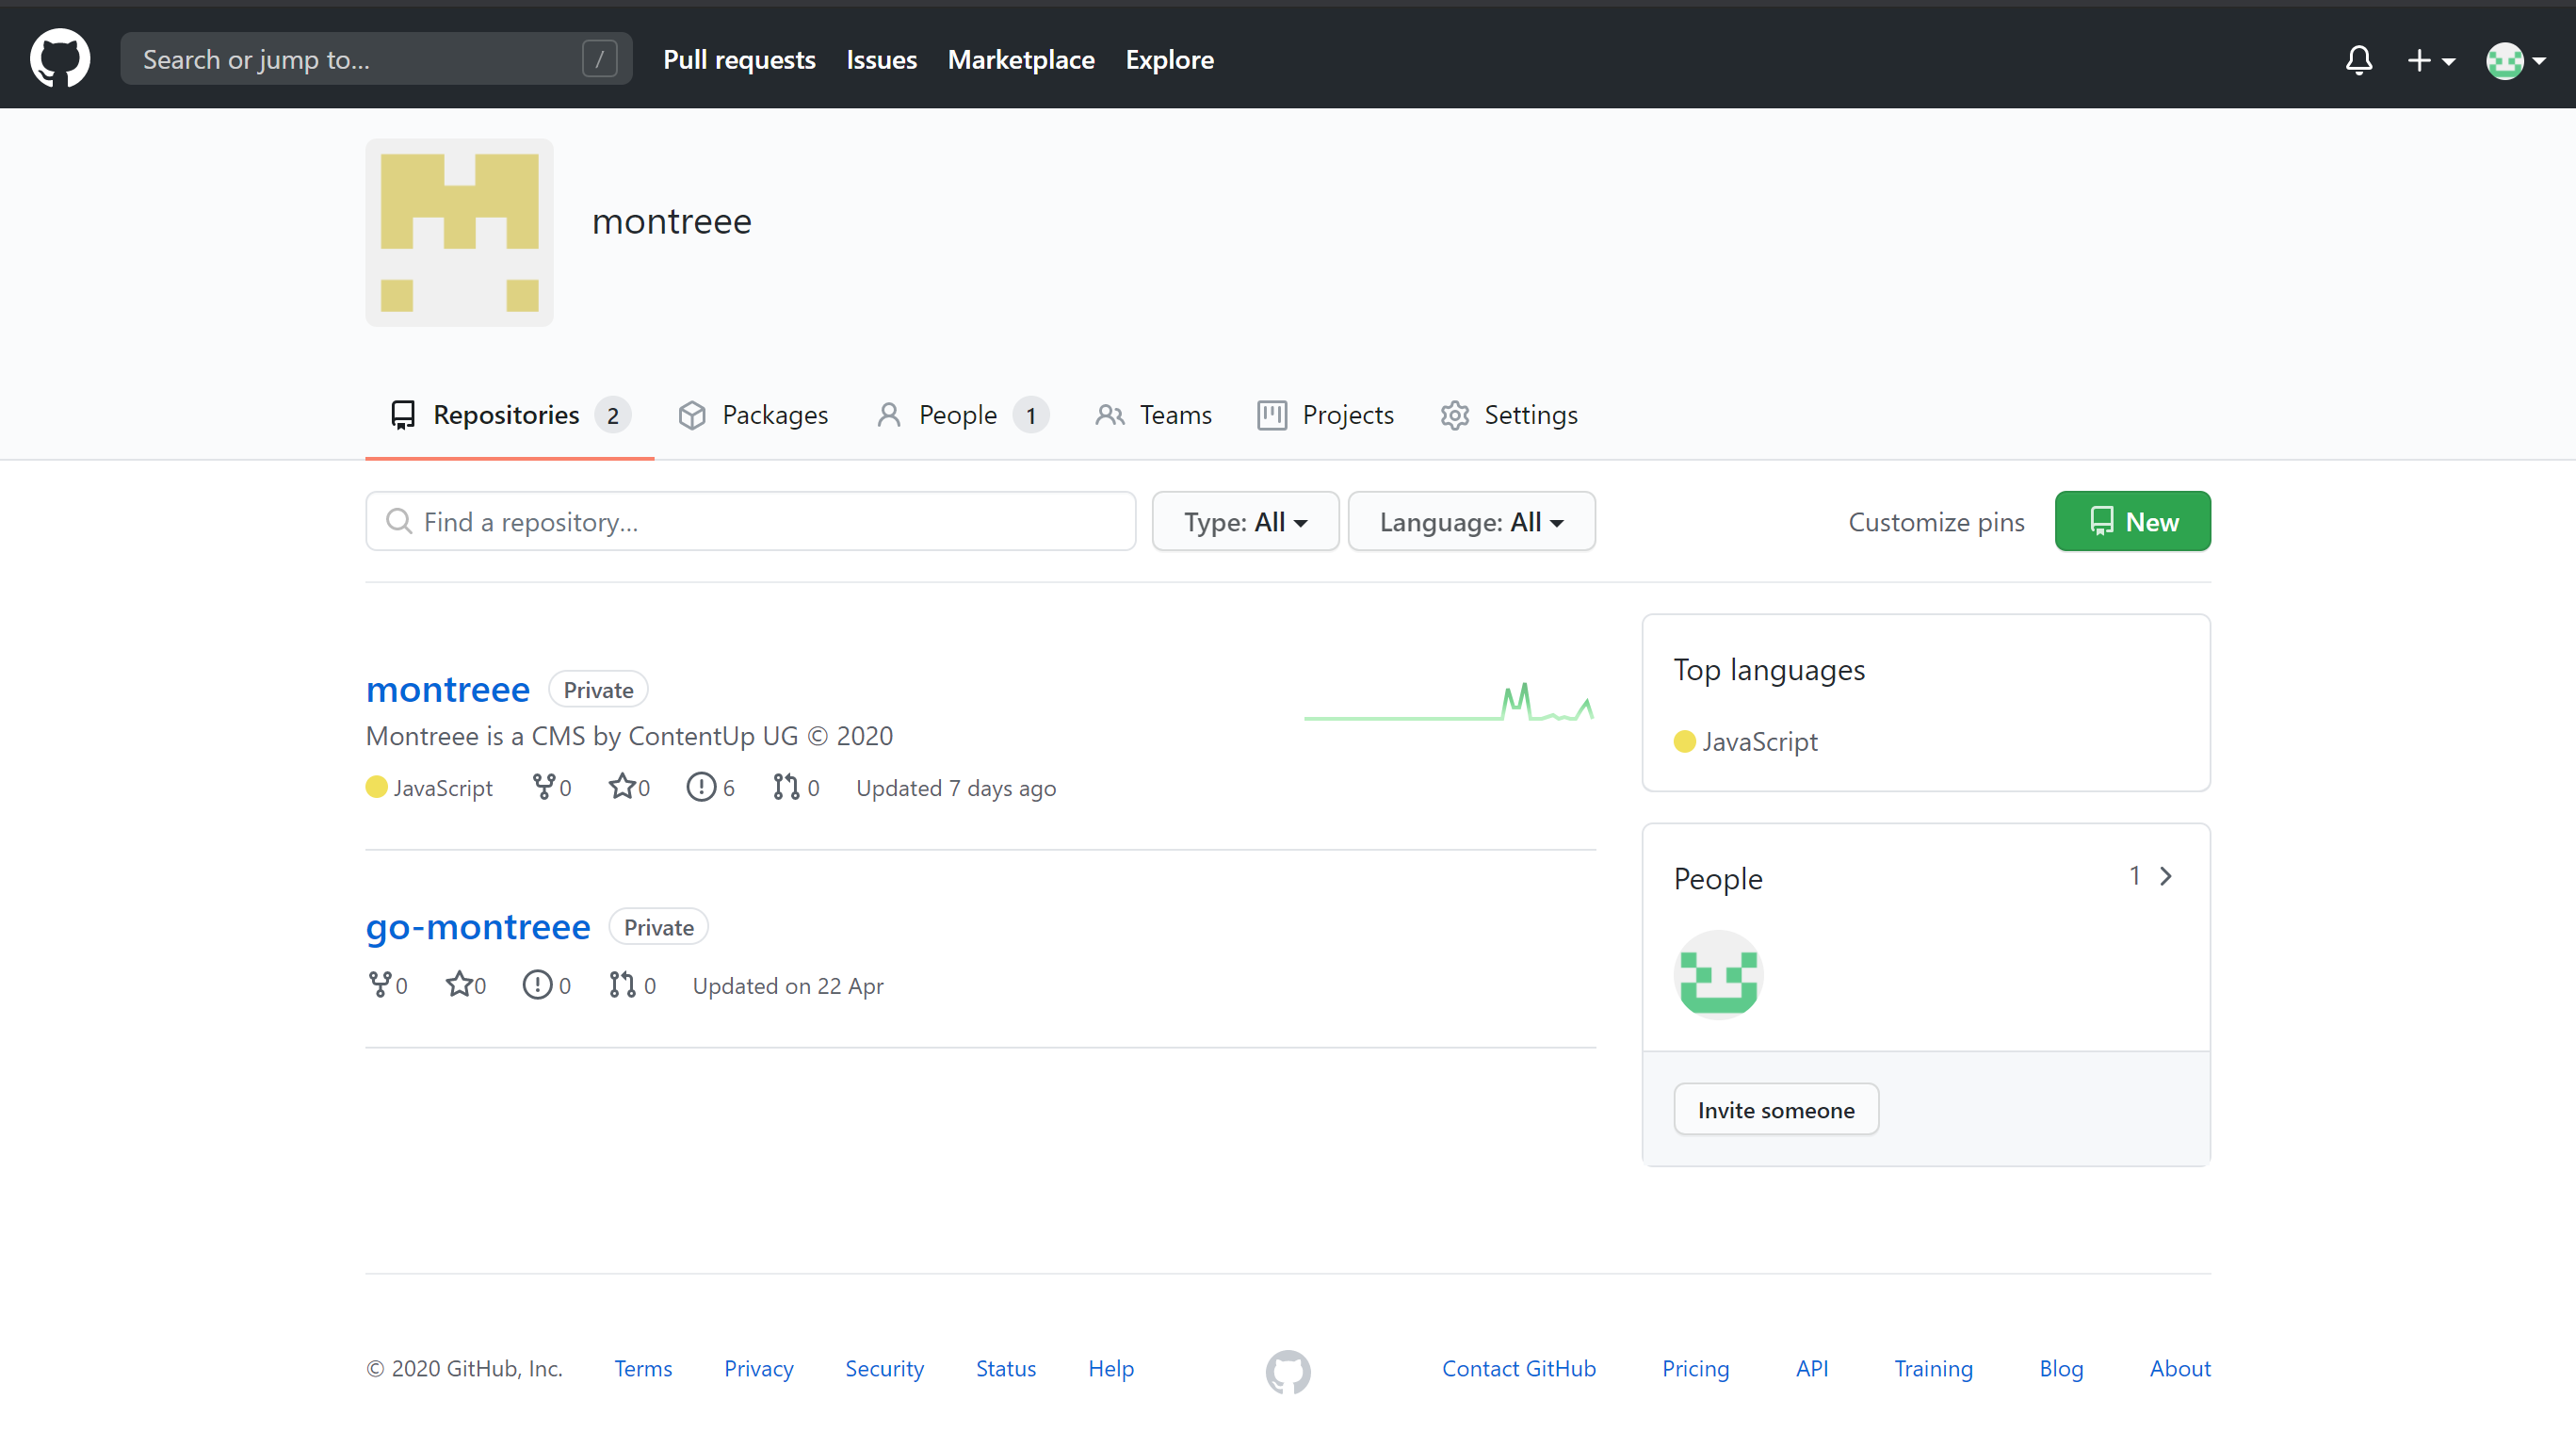 Search or jump to... / Pull requests Issues Marketplace Explore
montreee
Repositories 2 Packages People 1 Teams Projects Settings
Find a repository... Type: All Language: All Customize pins New
montreee Private
Montreee is a CMS by ContentUp UG © 2020
JavaScript 0 0 6 0 Updated 7 days ago
go-montreee Private
0 0 0 0 Updated on 22 Apr
Top languages
JavaScript
People 1
Invite someone
© 2020 GitHub, Inc. Terms Privacy Security Status Help Contact GitHub Pricing API Training Blog About